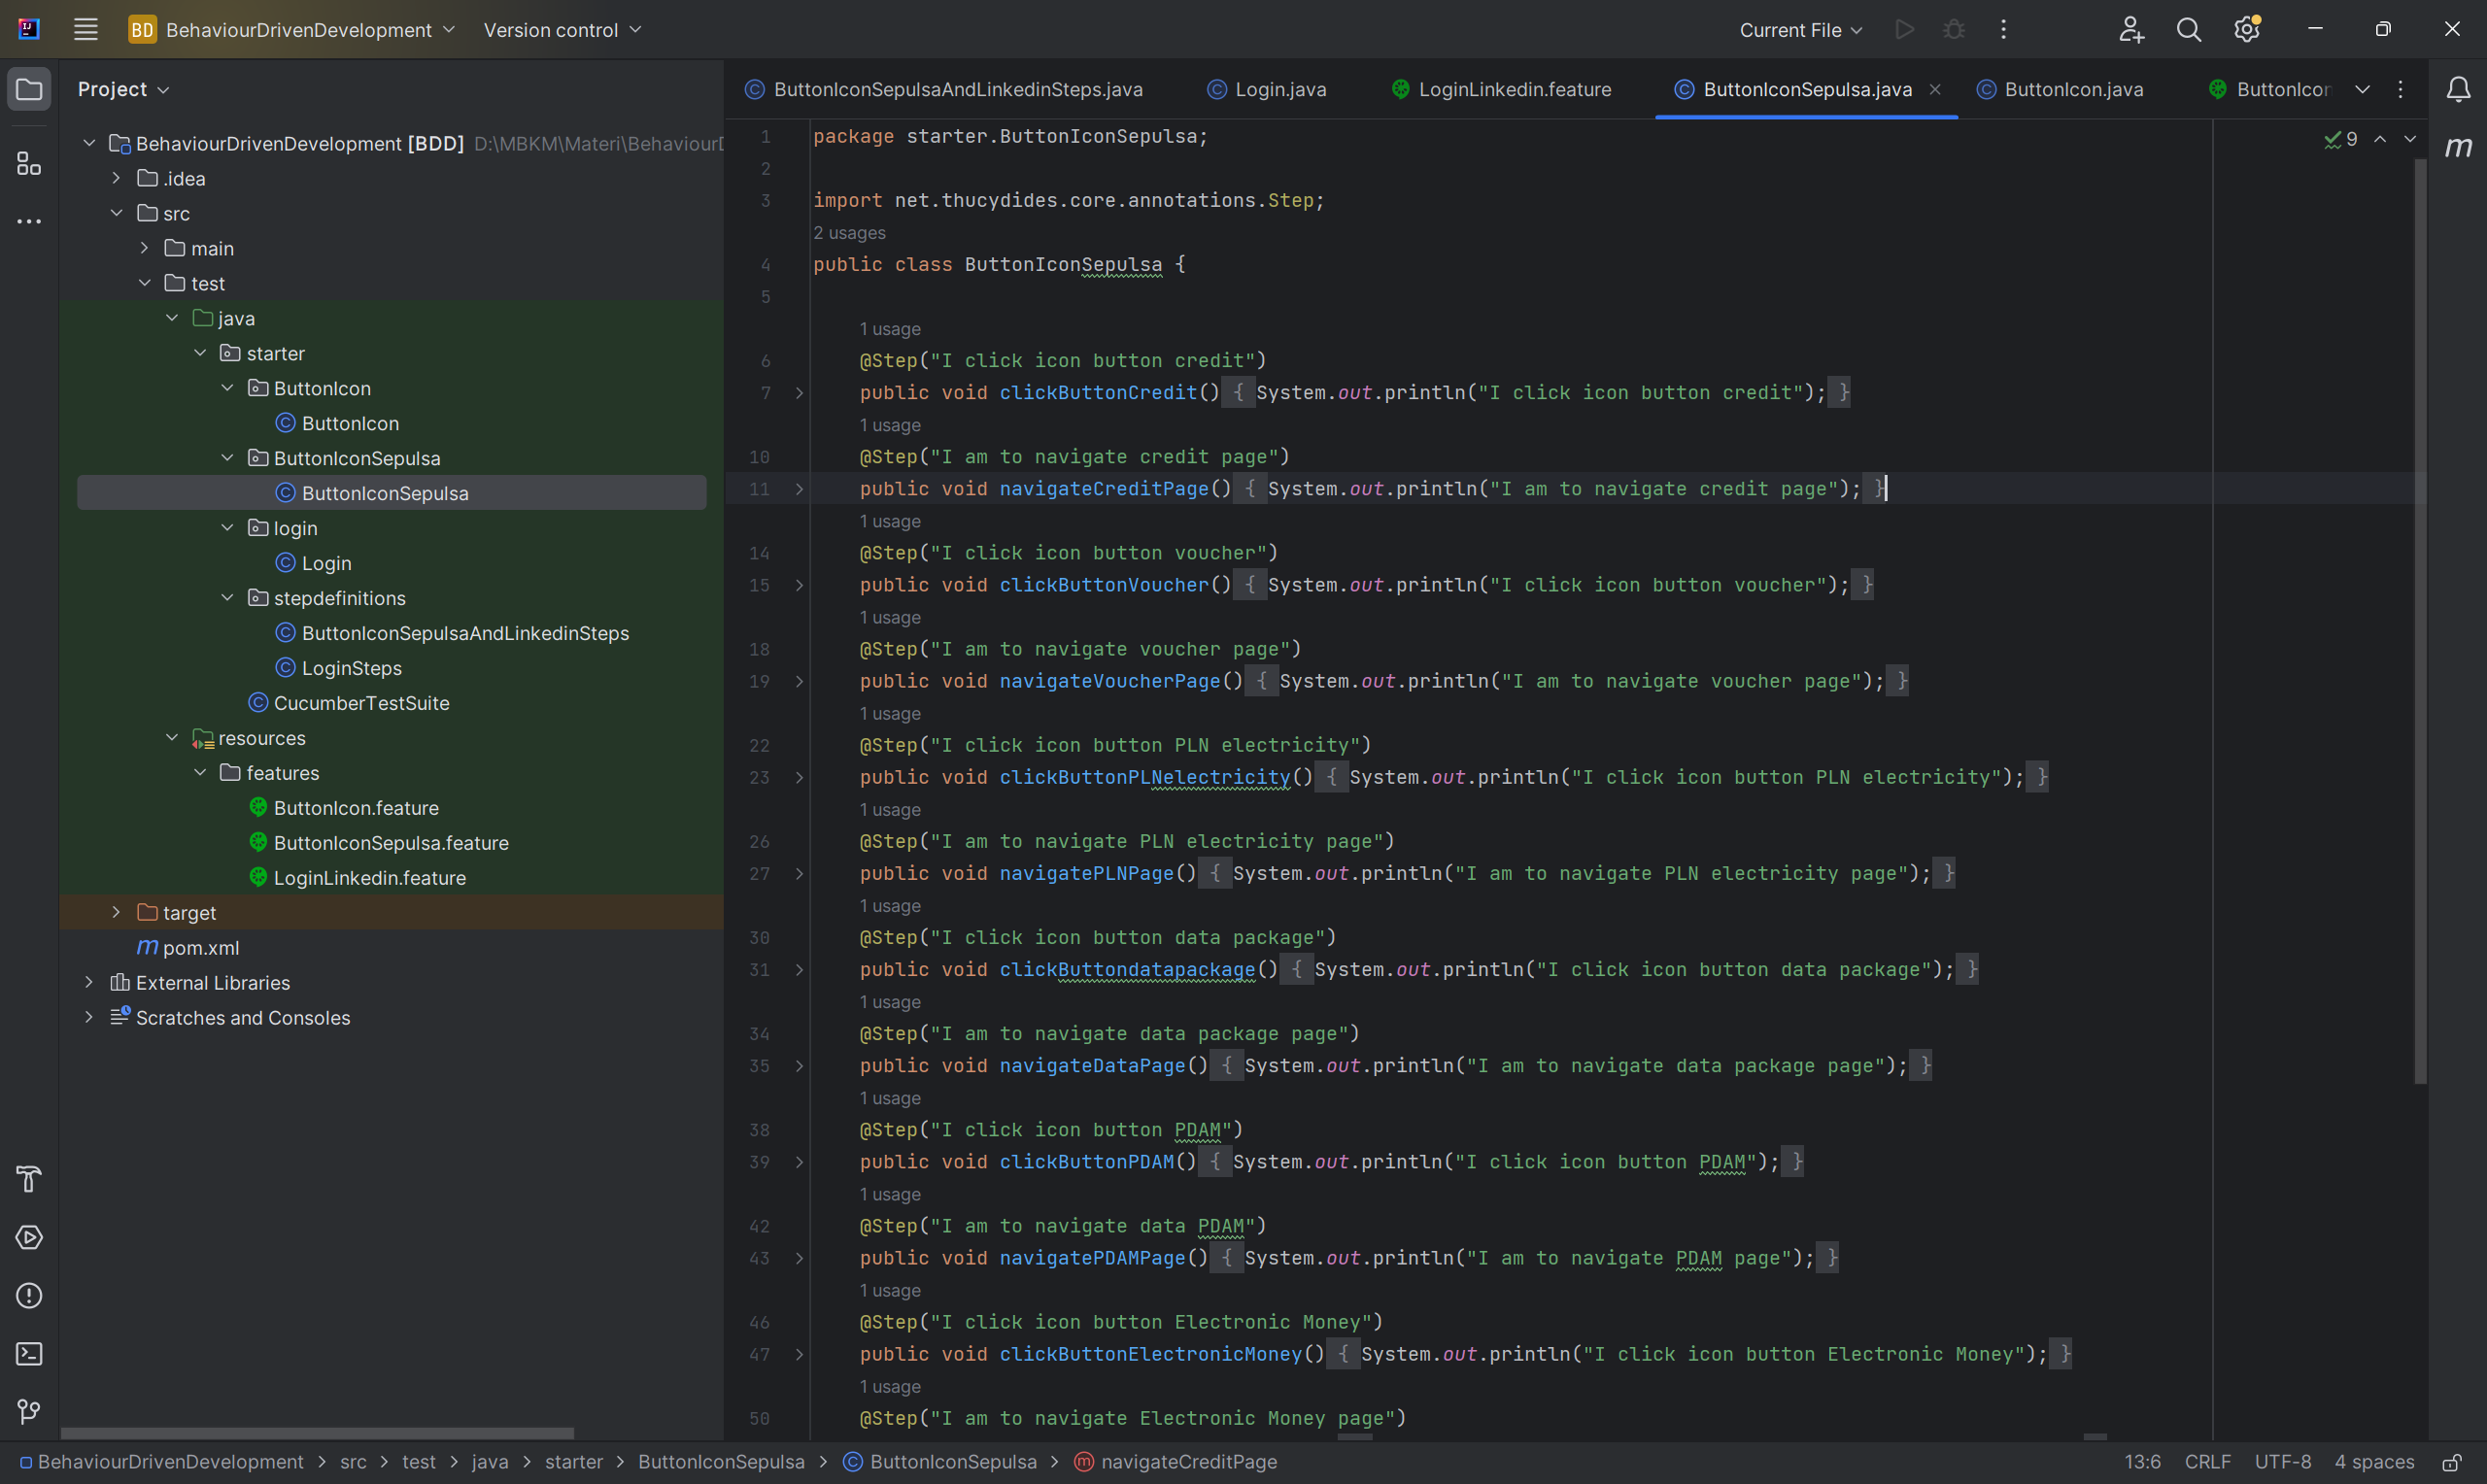 BD BehaviourDrivenDevelopment Version control Current File
Project
BehaviourDrivenDevelopment [BDD] D:\MBKM\Materi\Behaviour
.idea
src
main
test
java
starter
ButtonIcon
ButtonIcon
ButtonIconSepulsa
ButtonIconSepulsa
login
Login
stepdefinitions
ButtonIconSepulsaAndLinkedinSteps
LoginSteps
CucumberTestSuite
resources
features
ButtonIcon.feature
ButtonIconSepulsa.feature
LoginLinkedin.feature
target
m pom.xml
External Libraries
Scratches and Consoles
ButtonIconSepulsaAndLinkedinSteps.java Login.java LoginLinkedin.feature ButtonIconSepulsa.java ButtonIcon.java ButtonIcon
9
m
1 package starter.ButtonIconSepulsa;
2
3 import net.thucydides.core.annotations.Step;
2 usages
4 public class ButtonIconSepulsa {
5
1 usage
6 @Step("I click icon button credit")
7 public void clickButtonCredit() { System.out.println("I click icon button credit"); }
1 usage
10 @Step("I am to navigate credit page")
11 public void navigateCreditPage() { System.out.println("I am to navigate credit page"); }
1 usage
14 @Step("I click icon button voucher")
15 public void clickButtonVoucher() { System.out.println("I click icon button voucher"); }
1 usage
18 @Step("I am to navigate voucher page")
19 public void navigateVoucherPage() { System.out.println("I am to navigate voucher page"); }
1 usage
22 @Step("I click icon button PLN electricity")
23 public void clickButtonPLNelectricity() { System.out.println("I click icon button PLN electricity"); }
1 usage
26 @Step("I am to navigate PLN electricity page")
27 public void navigatePLNPage() { System.out.println("I am to navigate PLN electricity page"); }
1 usage
30 @Step("I click icon button data package")
31 public void clickButtondatapackage() { System.out.println("I click icon button data package"); }
1 usage
34 @Step("I am to navigate data package page")
35 public void navigateDataPage() { System.out.println("I am to navigate data package page"); }
1 usage
38 @Step("I click icon button PDAM")
39 public void clickButtonPDAM() { System.out.println("I click icon button PDAM"); }
1 usage
42 @Step("I am to navigate data PDAM")
43 public void navigatePDAMPage() { System.out.println("I am to navigate PDAM page"); }
1 usage
46 @Step("I click icon button Electronic Money")
47 public void clickButtonElectronicMoney() { System.out.println("I click icon button Electronic Money"); }
1 usage
50 @Step("I am to navigate Electronic Money page")
BehaviourDrivenDevelopment > src > test > java > starter > ButtonIconSepulsa > ButtonIconSepulsa > navigateCreditPage 13:6 CRLF UTF-8 4 spaces